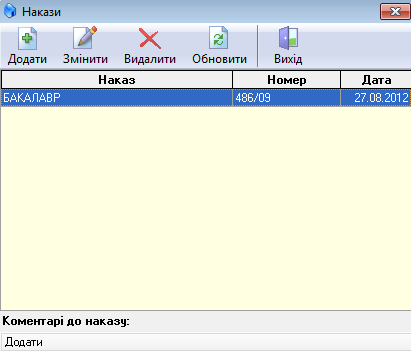 Накази
Додати Змінити Видалити Обновити Вихід
Наказ Номер Дата
БАКАЛАВР 486/09 27.08.2012
Коментарі до наказу:
Додати